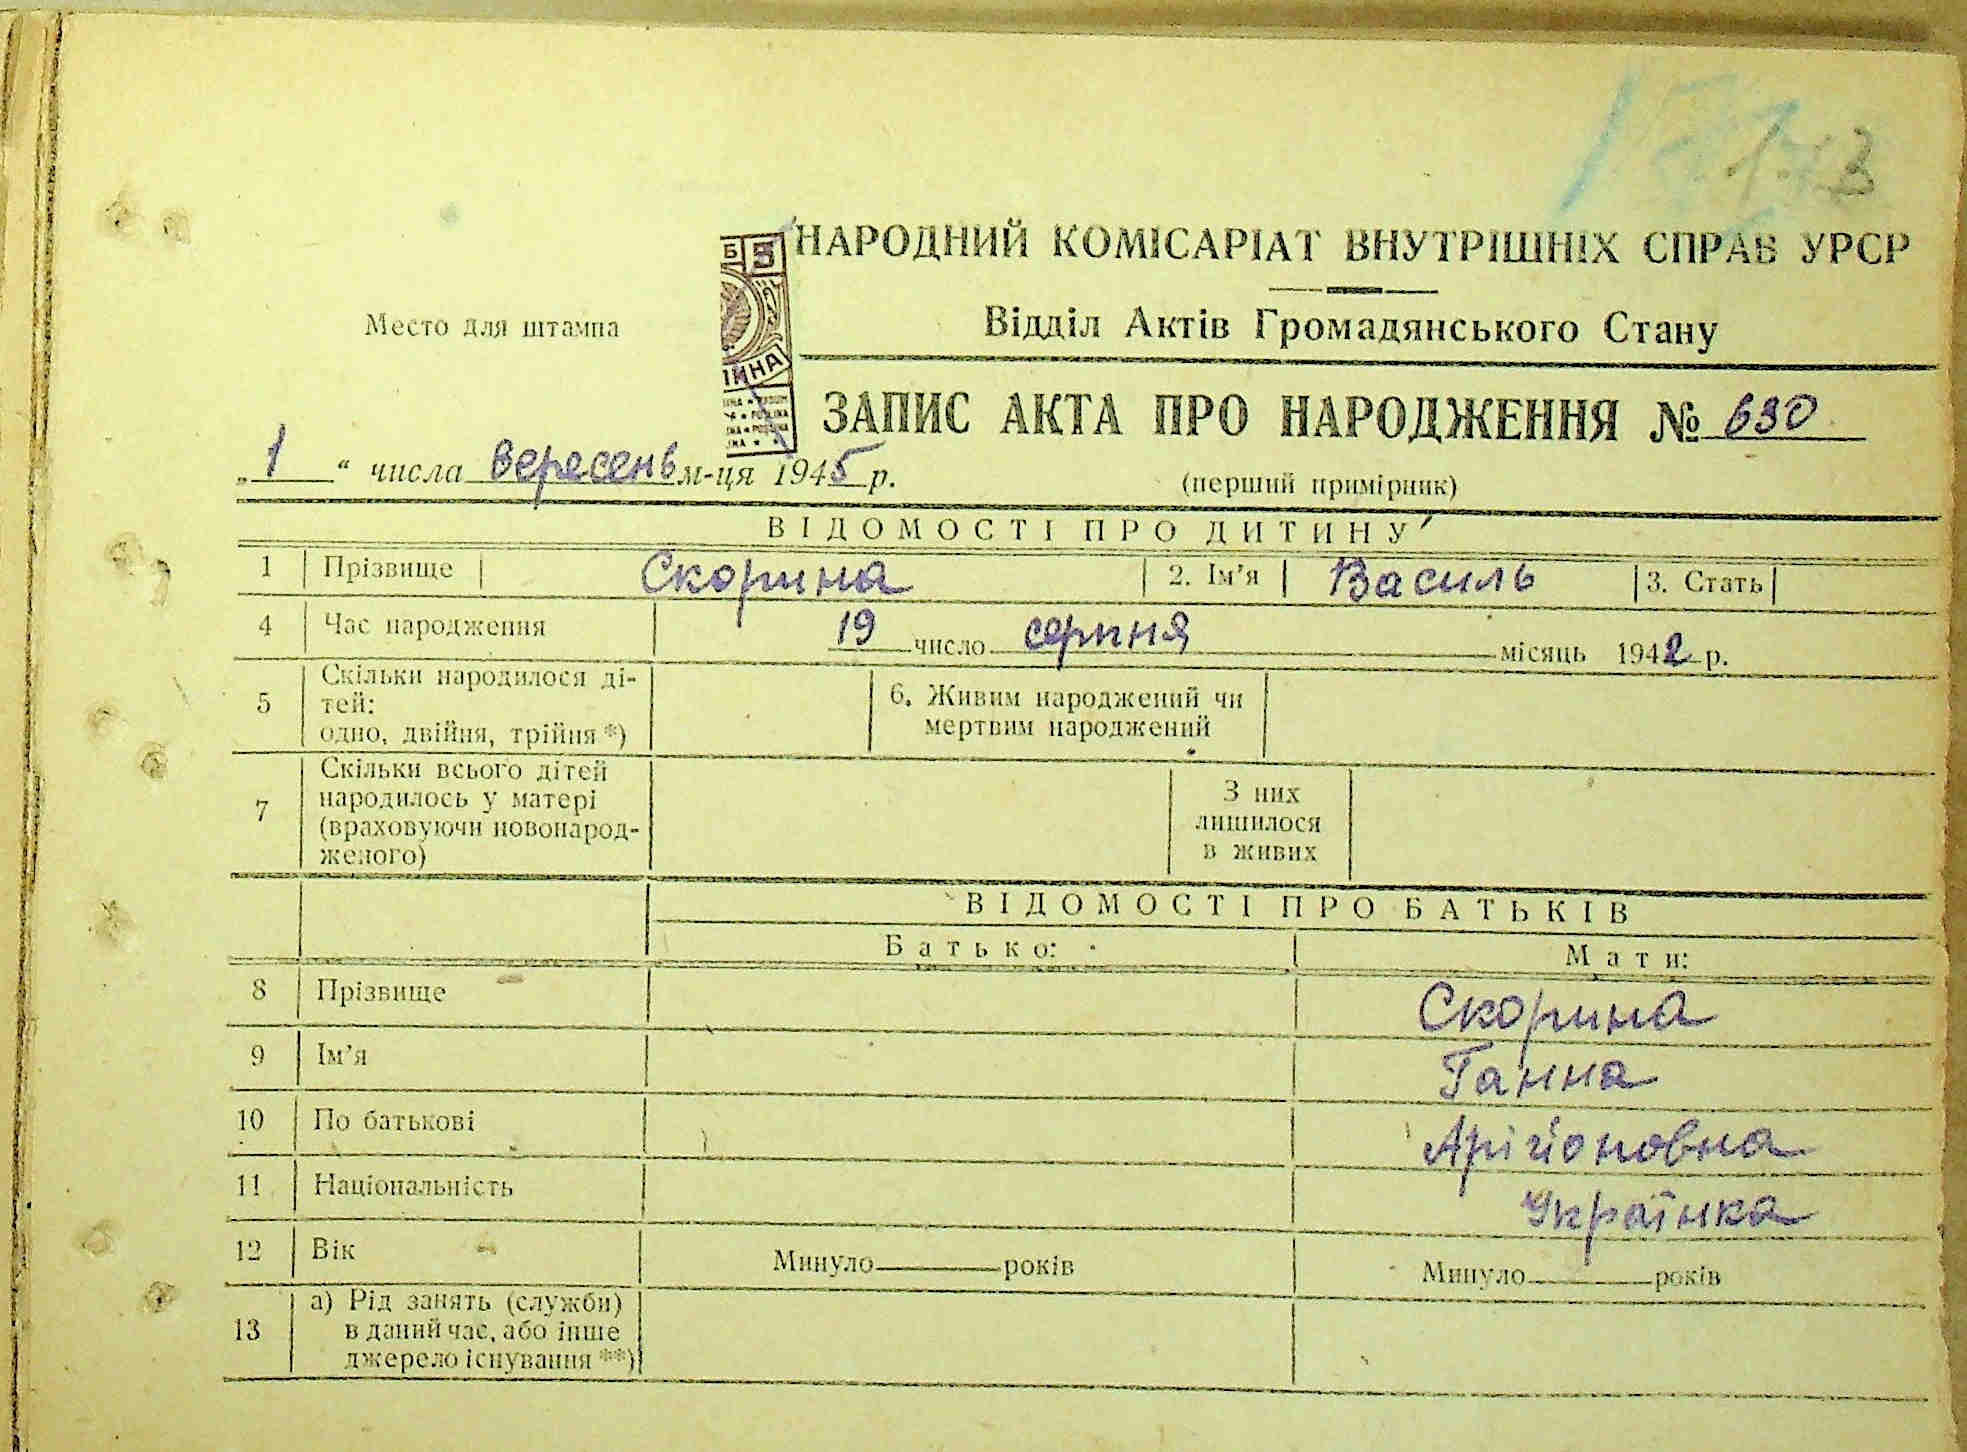 НАРОДНИЙ КОМІСАРІАТ ВНУТРІШНІХ СПРАВ УРСР
Место для штампа
Відділ Актів Громадянського Стану
Б 5
ЗАПИС АКТА ПРО НАРОДЖЕННЯ № 630
„1“ числа вересень м-ця 1945 р.
(перший примірник)
ВІДОМОСТІ ПРО ДИТИНУ
1 Прізвище Скорина 2. Ім’я Василь 3. Стать
4 Час народження 19 число серпня місяць 1942 р.
5 Скільки народилося ді-
тей:
одно, двійня, трійня *)
6. Живим народжений чи
мертвим народжений
7 Скільки всього дітей
народилось у матері
(враховуючи новонарод-
женого)
З них
лишилося
в живих
ВІДОМОСТІ ПРО БАТЬКІВ
Батько: Мати:
8 Прізвище Скорина
9 Ім’я Ганна
10 По батькові
11 Національність Українка
12 Вік Минуло років Минуло років
13 а) Рід занять (служби)
в даний час, або інше
джерело існування **)